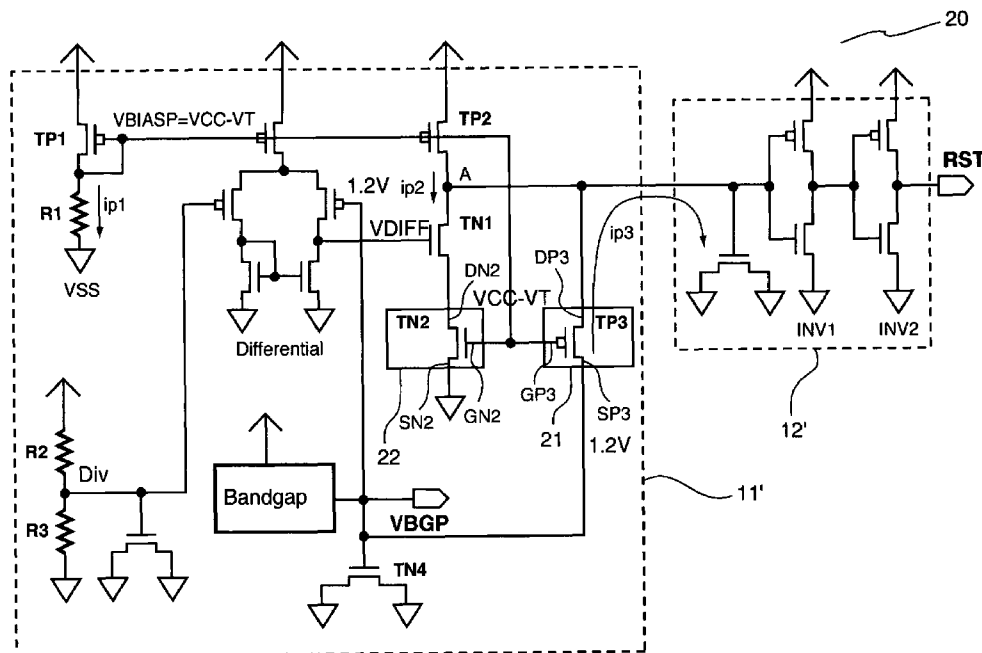 20
VBIASP=VCC-VT
TP1
TP2
RST
R1
ip1
1.2V
ip2
A
TN1
VDIFF
ip3
VSS
DN2
DP3
VCC-VT
TN2
TP3
Differential
INV1
INV2
SN2
GN2
GP3
SP3
22
21
1.2V
12'
R2
Div
Bandgap
R3
VBGP
11'
TN4